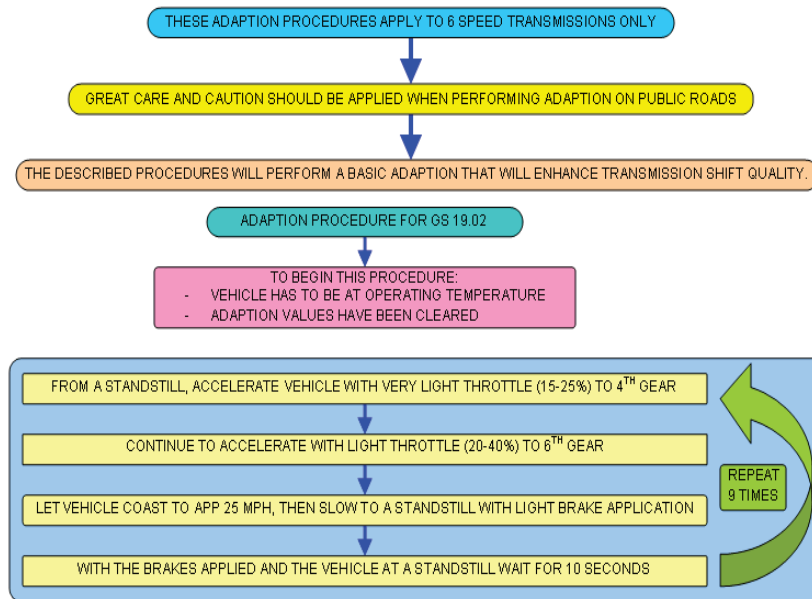 THESE ADAPTION PROCEDURES APPLY TO 6 SPEED TRANSMISSIONS ONLY
GREAT CARE AND CAUTION SHOULD BE APPLIED WHEN PERFORMING ADAPTION ON PUBLIC ROADS
THE DESCRIBED PROCEDURES WILL PERFORM A BASIC ADAPTION THAT WILL ENHANCE TRANSMISSION SHIFT QUALITY.
ADAPTION PROCEDURE FOR GS 19.02
TO BEGIN THIS PROCEDURE:
- VEHICLE HAS TO BE AT OPERATING TEMPERATURE
- ADAPTION VALUES HAVE BEEN CLEARED
FROM A STANDSTILL, ACCELERATE VEHICLE WITH VERY LIGHT THROTTLE (15-25%) TO 4TH GEAR
CONTINUE TO ACCELERATE WITH LIGHT THROTTLE (20-40%) TO 6TH GEAR
LET VEHICLE COAST TO APP 25 MPH, THEN SLOW TO A STANDSTILL WITH LIGHT BRAKE APPLICATION
WITH THE BRAKES APPLIED AND THE VEHICLE AT A STANDSTILL WAIT FOR 10 SECONDS
REPEAT
9 TIMES